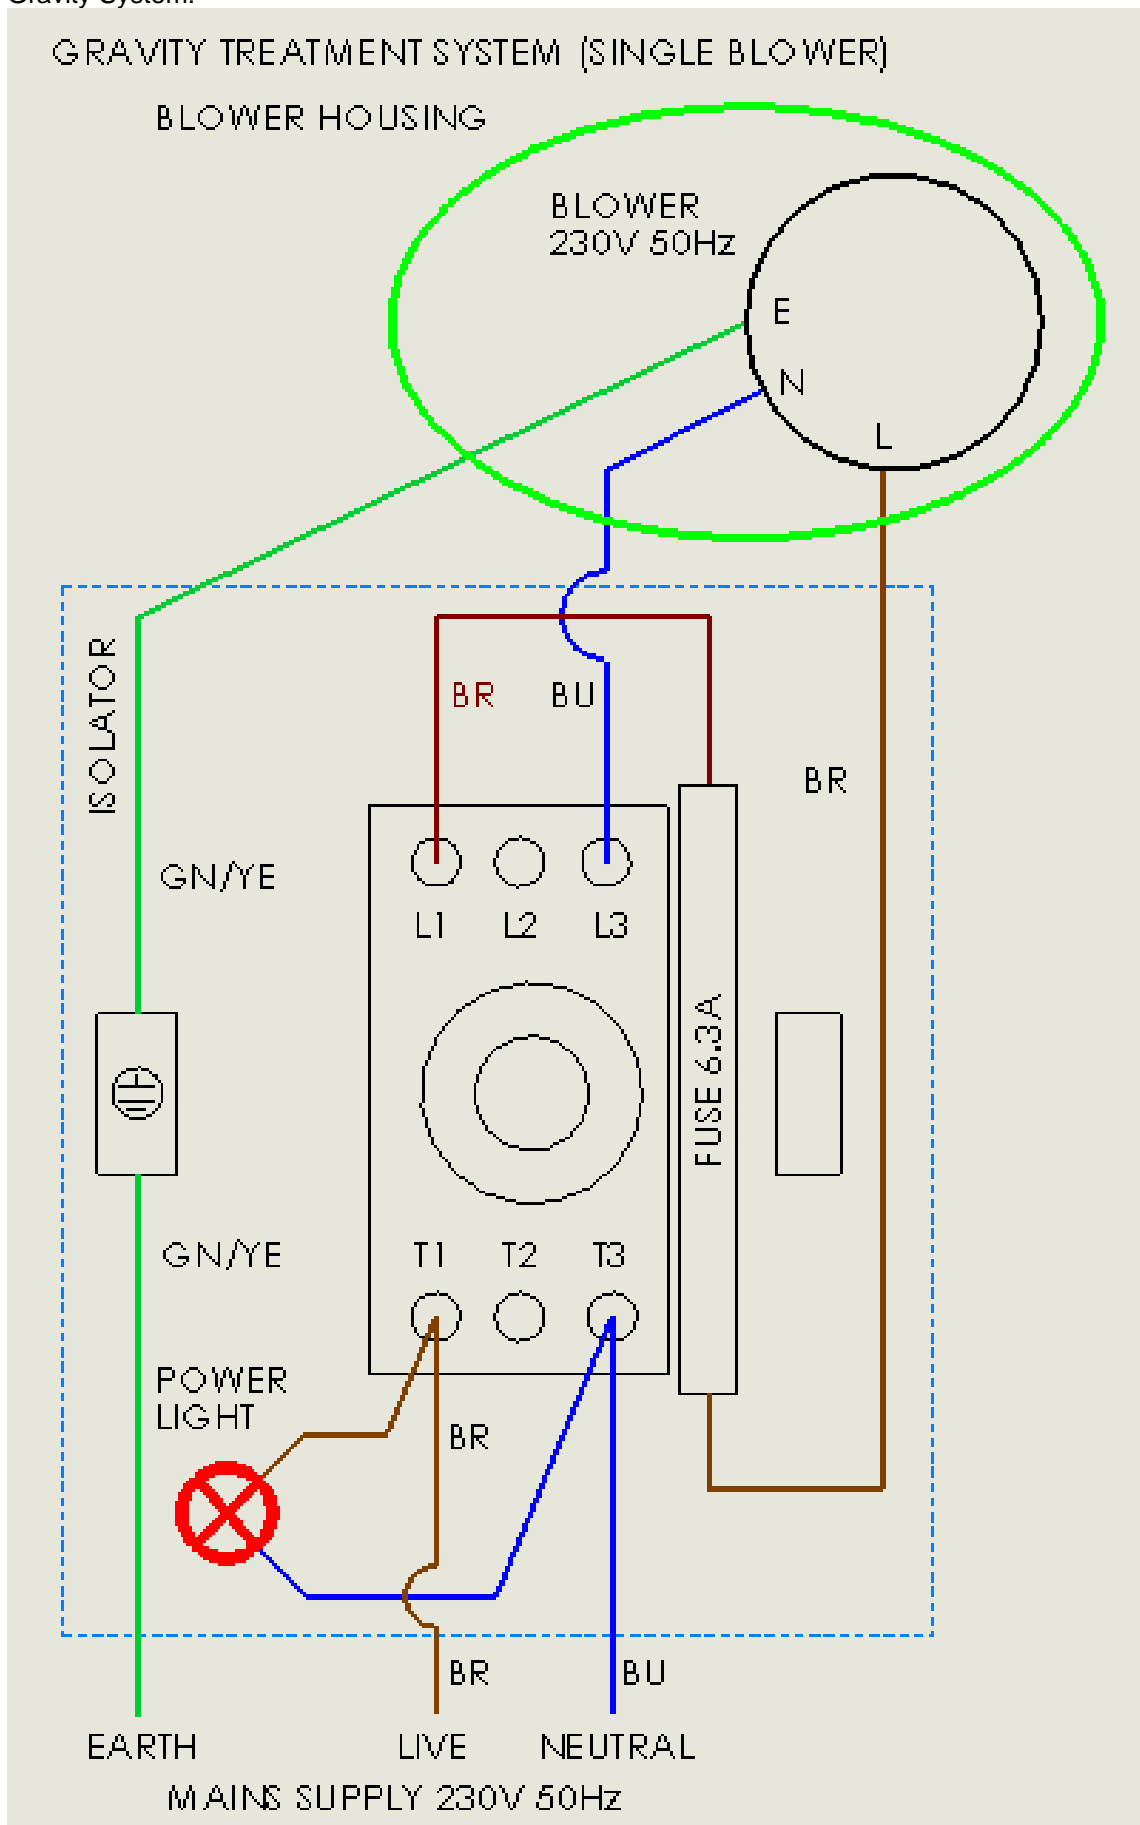 Gravity System.
GRAVITY TREATMENT SYSTEM (SINGLE BLOWER)
BLOWER HOUSING
BLOWER
230V 50Hz
E
N
L
ISOLATOR
BR
BU
BR
GN/YE
L1 L2 L3
FUSE 6.3A
GN/YE
T1 T2 T3
POWER
LIGHT
BR
BR
BU
EARTH
LIVE
NEUTRAL
MAINS SUPPLY 230V 50Hz